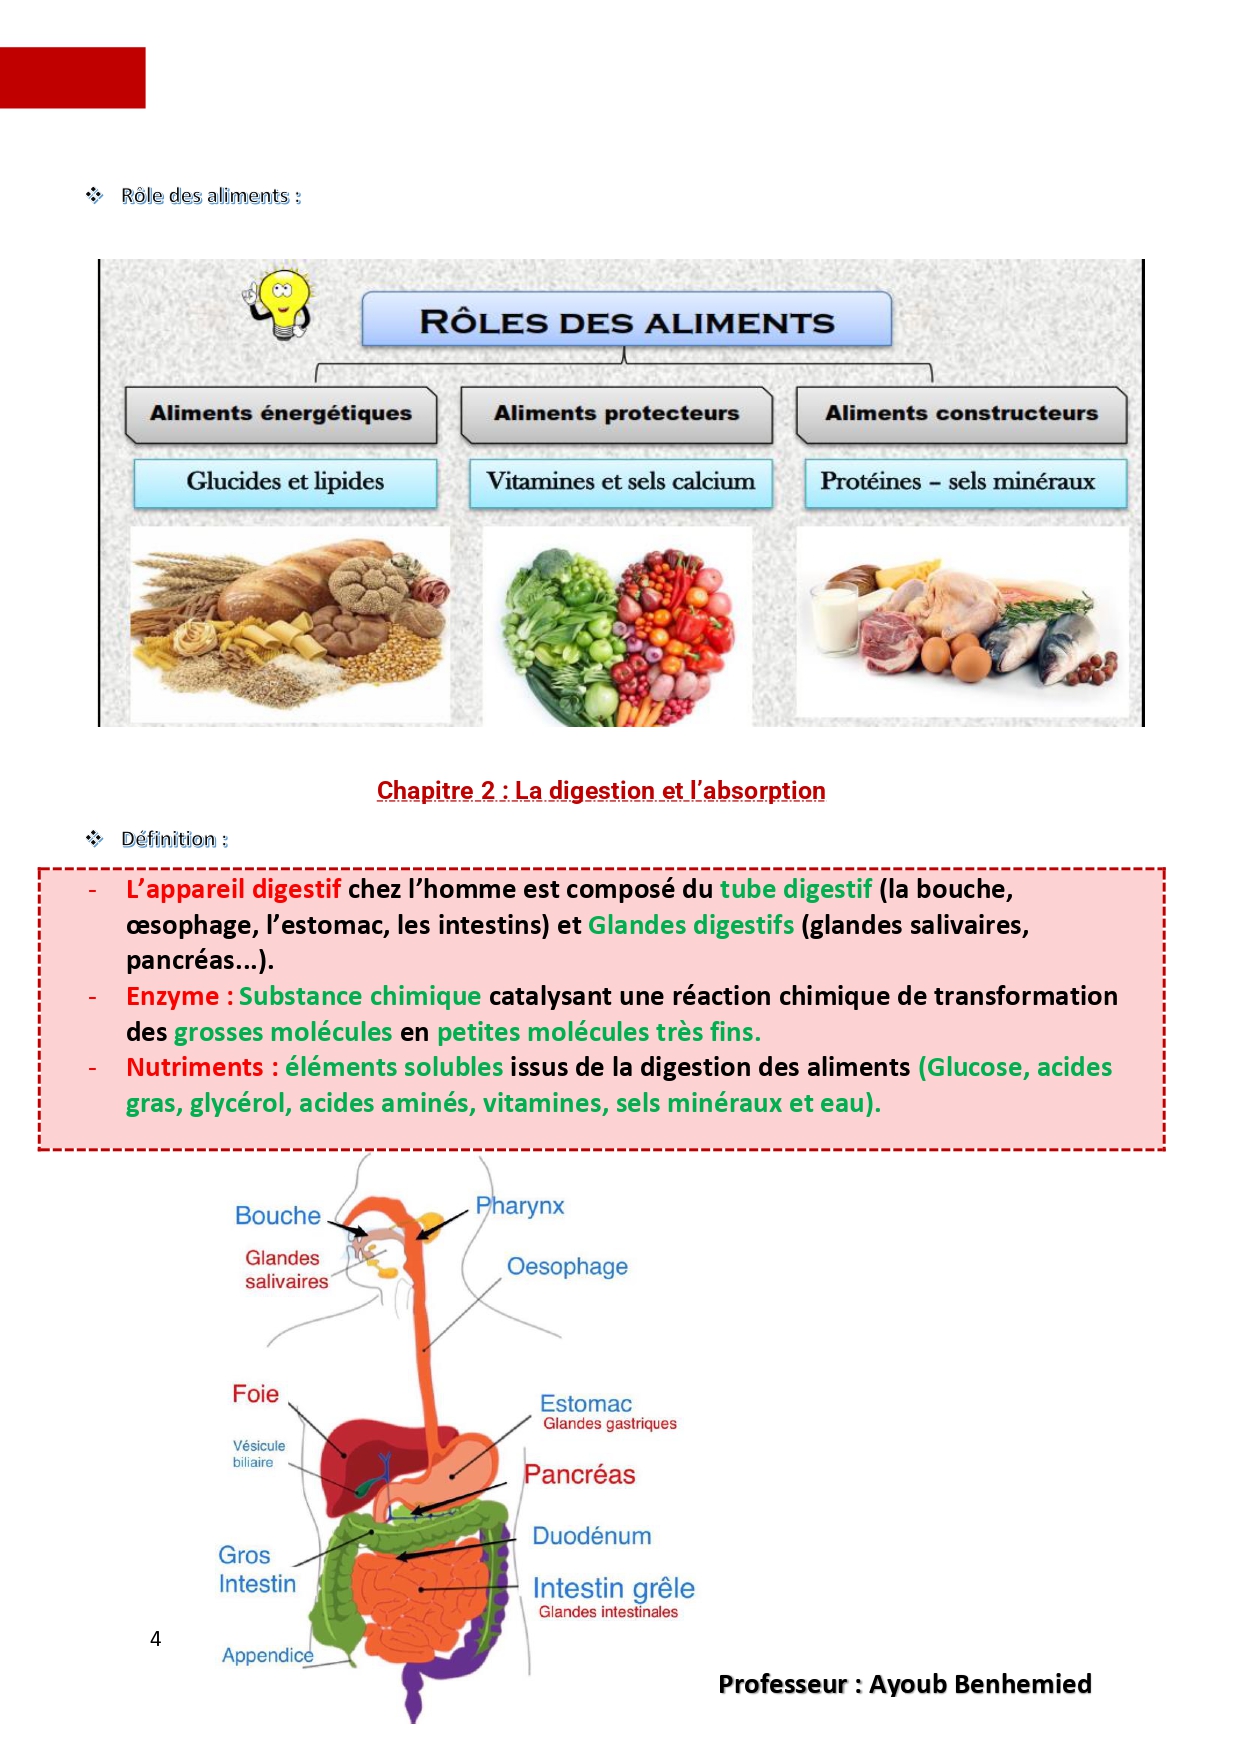 Rôle des aliments :
RÔLES DES ALIMENTS
Aliments énergétiques
Aliments protecteurs
Aliments constructeurs
Glucides et lipides
Vitamines et sels calcium
Protéines – sels minéraux
Chapitre 2 : La digestion et l'absorption
Définition :
- L'appareil digestif chez l'homme est composé du tube digestif (la bouche,
œsophage, l'estomac, les intestins) et Glandes digestifs (glandes salivaires,
pancréas...).
- Enzyme : Substance chimique catalysant une réaction chimique de transformation
des grosses molécules en petites molécules très fins.
- Nutriments : éléments solubles issus de la digestion des aliments (Glucose, acides
gras, glycérol, acides aminés, vitamines, sels minéraux et eau).
Bouche
Pharynx
Glandes
salivaires
Oesophage
Foie
Estomac
Glandes gastriques
Vésicule
biliaire
Pancréas
Duodénum
Gros
Intestin
Intestin grêle
Glandes intestinales
Appendice
4
Professeur : Ayoub Benhemied